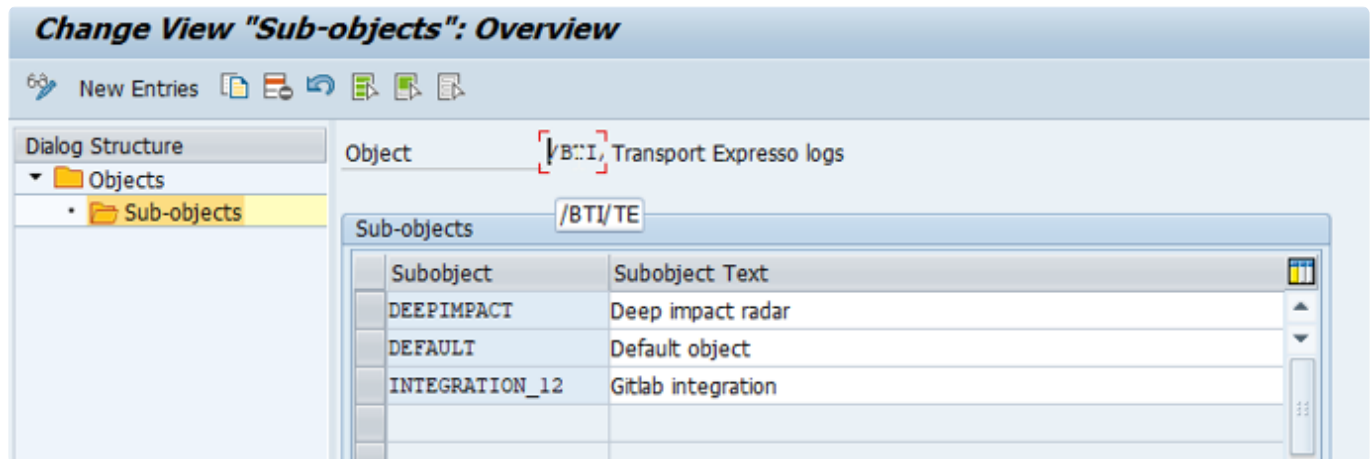 Change View "Sub-objects": Overview
New Entries
Dialog Structure
Objects
Sub-objects
Object Transport Expresso logs
/BTI/TE
Sub-objects
Subobject Subobject Text
DEEPIMPACT Deep impact radar
DEFAULT Default object
INTEGRATION_12 Gitlab integration